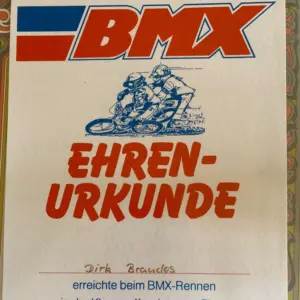 BMX
EHREN-
URKUNDE
Dirk Brandes
erreichte beim BMX-Rennen